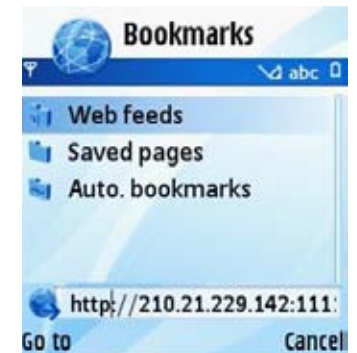 Bookmarks
abc
Web feeds
Saved pages
Auto. bookmarks
http://210.21.229.142:111
Go to Cancel